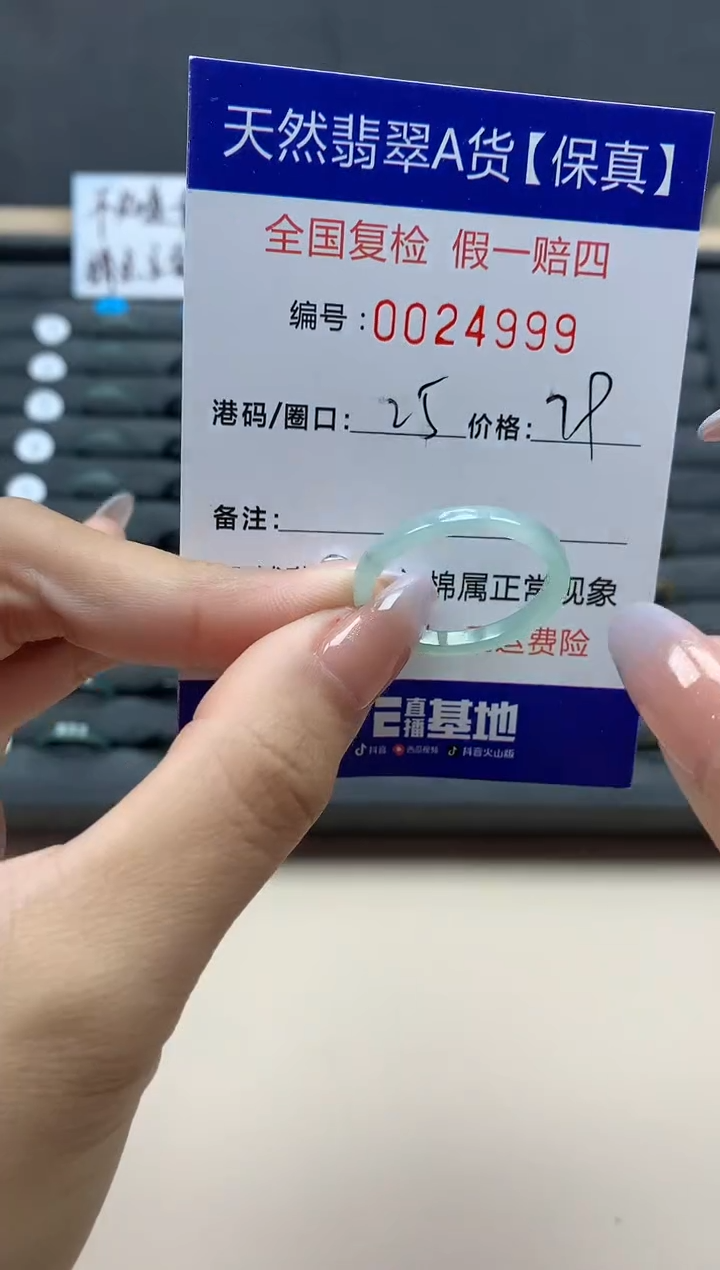 天然翡翠A货【保真】
全国复检 假一赔四
编号:0024999
港码/圈口: 25 价格: 28
备注:
棉属正常现象
运费险
E直播基地
抖音 西瓜视频 抖音火山版